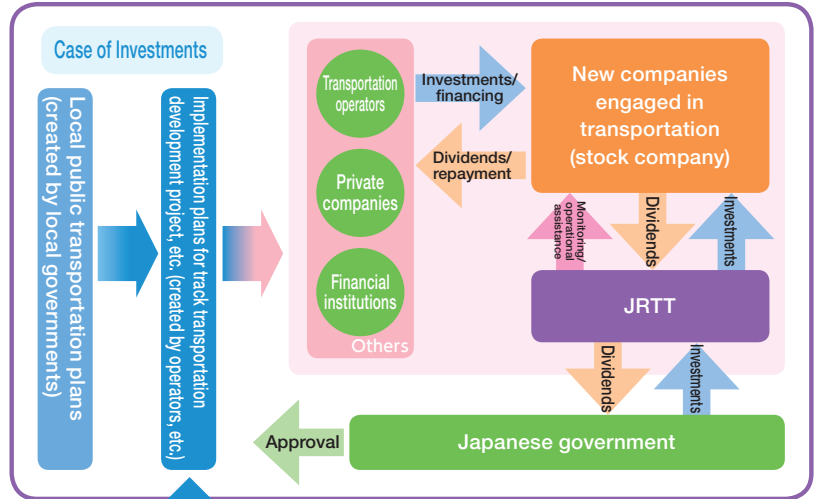 Case of Investments
Local public transportation plans
(created by local governments)
Implementation plans for track transportation
development project, etc. (created by operators, etc.)
Transportation
operators
Private
companies
Financial
institutions
Others
Investments/
financing
Dividends/
repayment
New companies
engaged in
transportation
(stock company)
Monitoring/
operational
assistance
Dividends
Investments
JRTT
Dividends
Investments
Approval
Japanese government